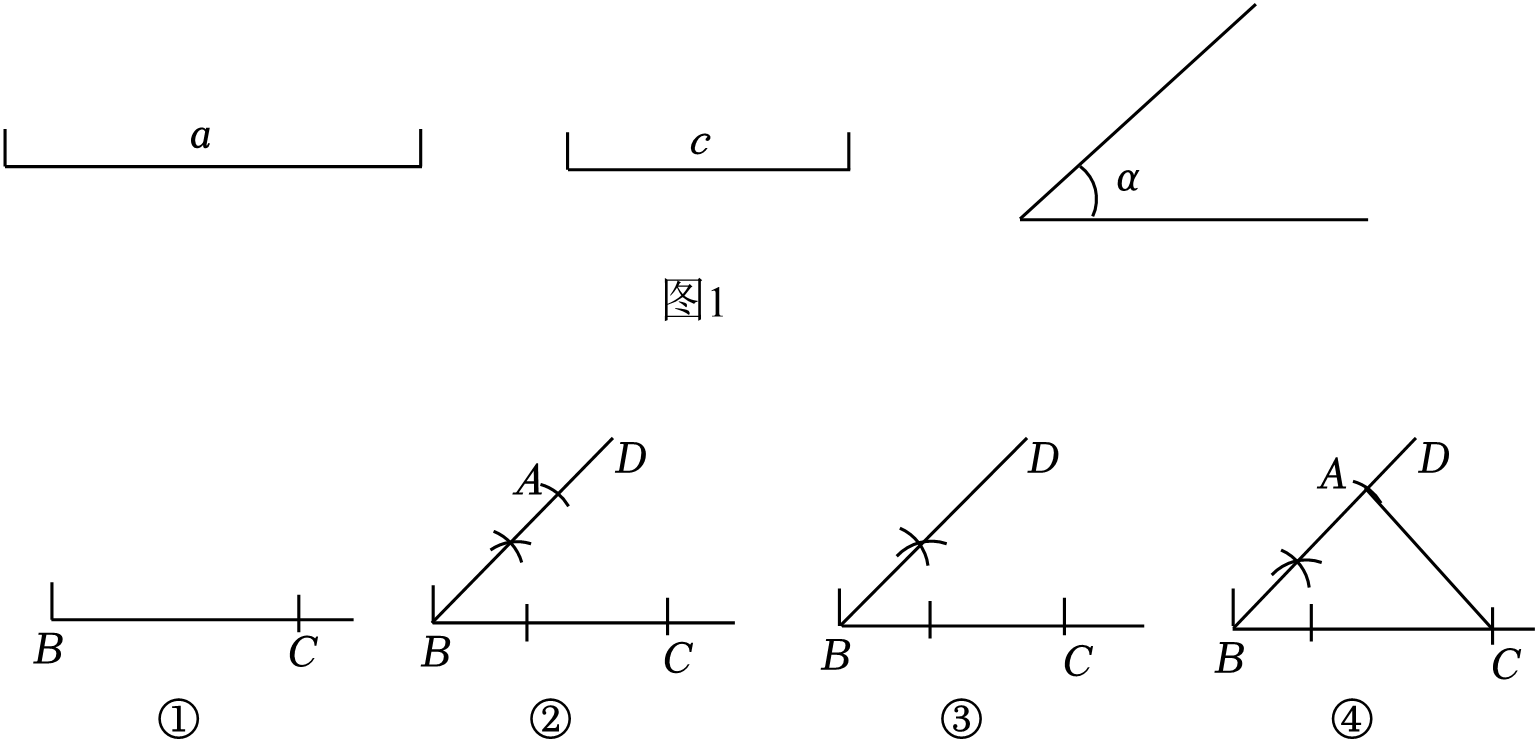 a c α
图1
A D D A D
B C B C B C B C
① ② ③ ④